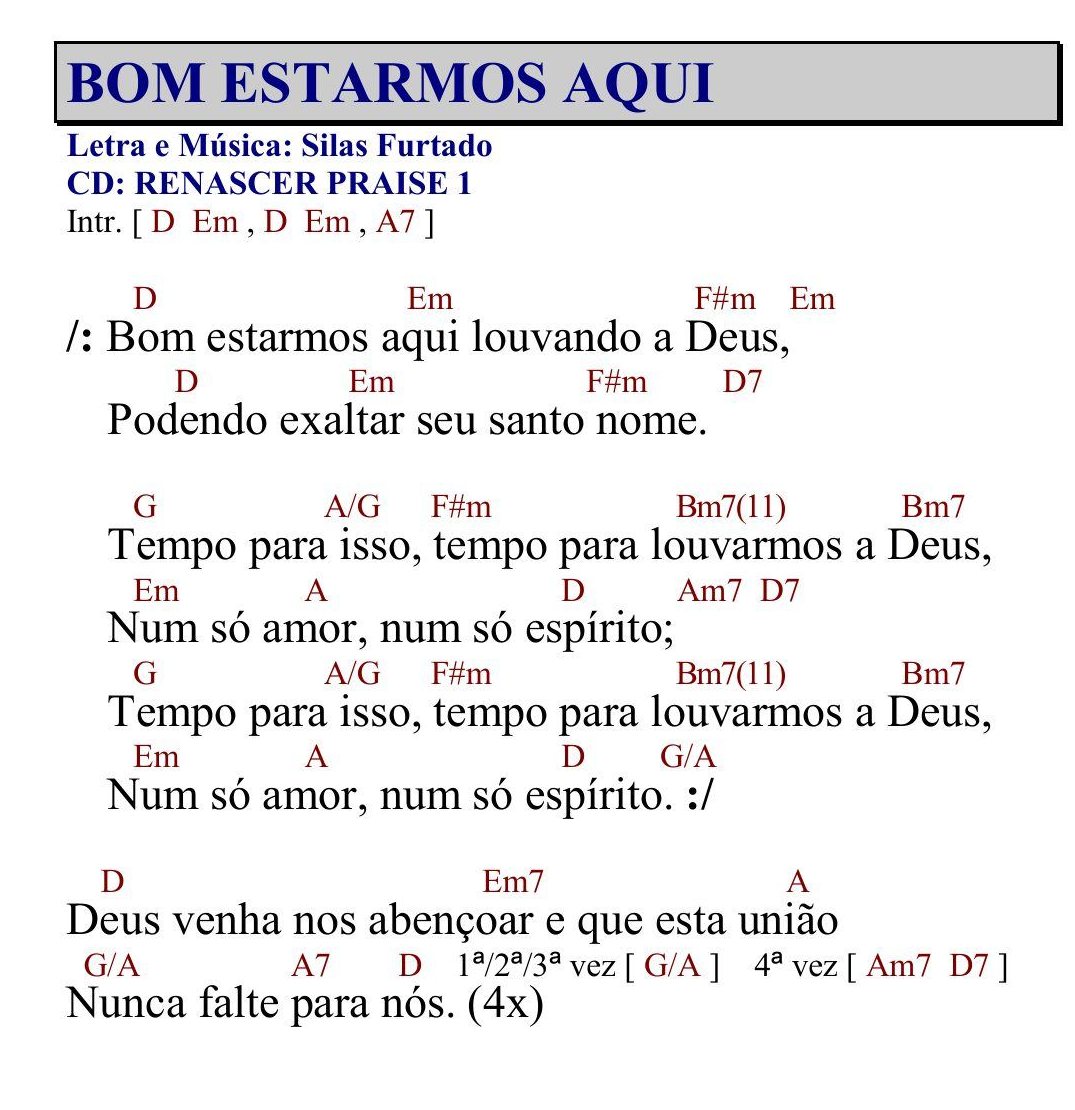 BOM ESTARMOS AQUI
Letra e Música: Silas Furtado
CD: RENASCER PRAISE 1
Intr. [ D Em , D Em , A7 ]
D Em F#m Em
/: Bom estarmos aqui louvando a Deus,
D Em F#m D7
Podendo exaltar seu santo nome.
G A/G F#m Bm7(11) Bm7
Tempo para isso, tempo para louvarmos a Deus,
Em A D Am7 D7
Num só amor, num só espírito;
G A/G F#m Bm7(11) Bm7
Tempo para isso, tempo para louvarmos a Deus,
Em A D G/A
Num só amor, num só espírito. :/
D Em7 A
Deus venha nos abençoar e que esta união
G/A A7 D 1ª/2ª/3ª vez [ G/A ] 4ª vez [ Am7 D7 ]
Nunca falte para nós. (4x)